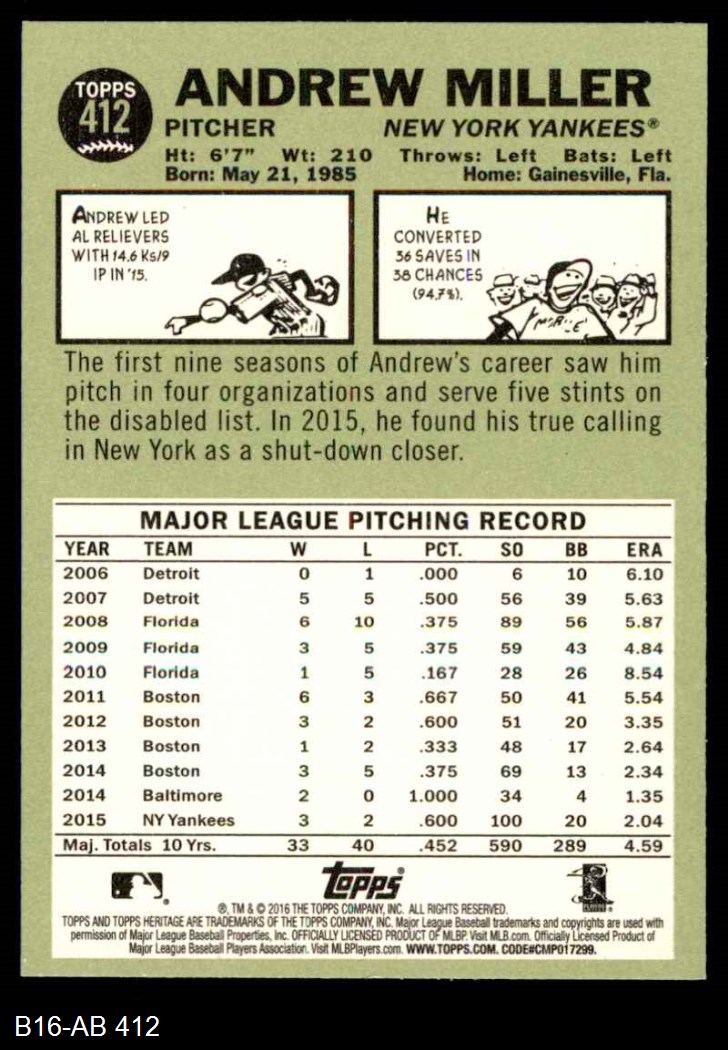 TOPPS
412
ANDREW MILLER
PITCHER NEW YORK YANKEES®
Ht: 6'7" Wt: 210 Throws: Left Bats: Left
Born: May 21, 1985 Home: Gainesville, Fla.
ANDREW LED
AL RELIEVERS
WITH 14.6 Ks/9
IP IN '15.
HE
CONVERTED
36 SAVES IN
38 CHANCES
(94.7%).
The first nine seasons of Andrew's career saw him
pitch in four organizations and serve five stints on
the disabled list. In 2015, he found his true calling
in New York as a shut-down closer.
MAJOR LEAGUE PITCHING RECORD
YEAR TEAM W L PCT. SO BB ERA
2006 Detroit 0 1 .000 6 10 6.10
2007 Detroit 5 5 .500 56 39 5.63
2008 Florida 6 10 .375 89 56 5.87
2009 Florida 3 5 .375 59 43 4.84
2010 Florida 1 5 .167 28 26 8.54
2011 Boston 6 3 .667 50 41 5.54
2012 Boston 3 2 .600 51 20 3.35
2013 Boston 1 2 .333 48 17 2.64
2014 Boston 3 5 .375 69 13 2.34
2014 Baltimore 2 0 1.000 34 4 1.35
2015 NY Yankees 3 2 .600 100 20 2.04
Maj. Totals 10 Yrs. 33 40 .452 590 289 4.59
topps®
®, TM & © 2016 THE TOPPS COMPANY, INC. ALL RIGHTS RESERVED.
TOPPS AND TOPPS HERITAGE ARE TRADEMARKS OF THE TOPPS COMPANY, INC. Major League Baseball trademarks and copyrights are used with
permission of Major League Baseball Properties, Inc. OFFICIALLY LICENSED PRODUCT OF MLBP. Visit MLB.com. Officially Licensed Product of
Major League Baseball Players Association. Visit MLBPlayers.com. WWW.TOPPS.COM. CODE#CMP017299.
B16-AB 412